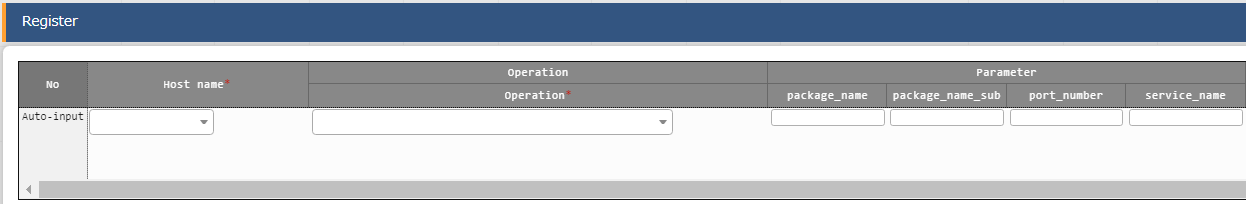 Register
No
Host name*
Operation
Operation*
Parameter
package_name
package_name_sub
port_number
service_name
Auto-input